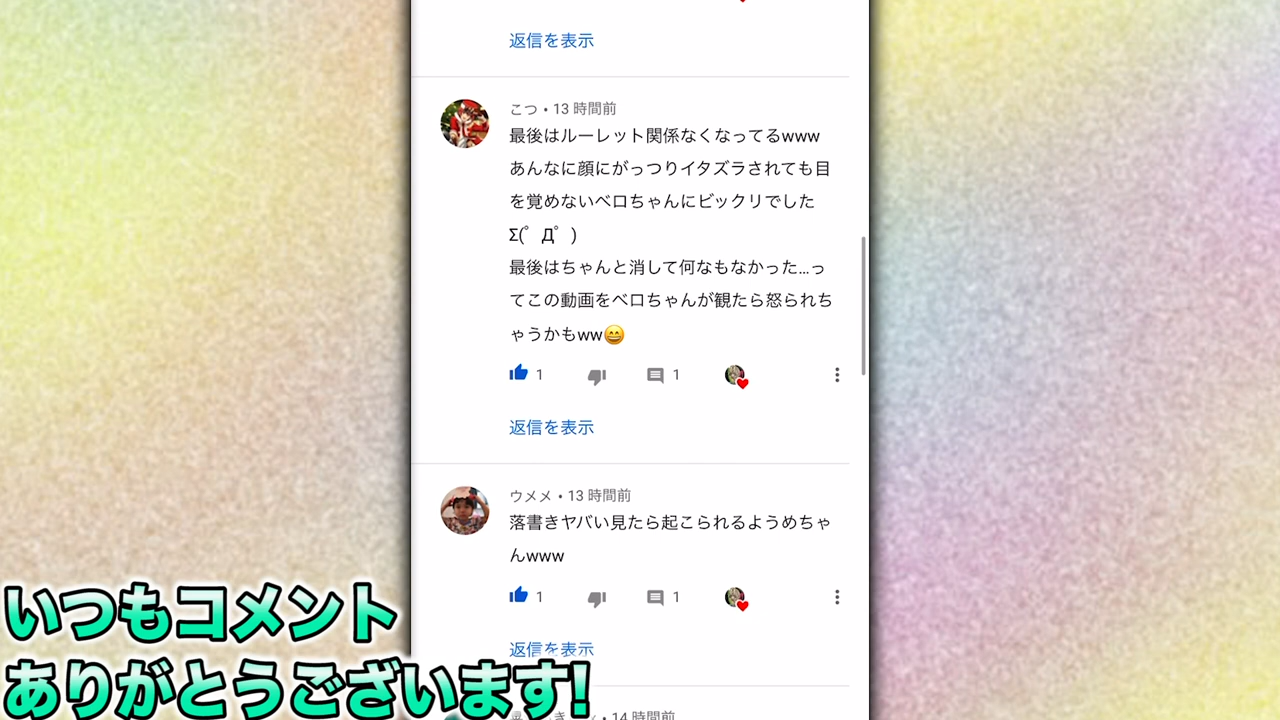 返信を表示
こつ • 13 時間前
最後はルーレット関係なくなってるwww
あんなに顔にがっつりイタズラされても目
を覚めないベロちゃんにビックリでした
Σ(ﾟДﾟ)
最後はちゃんと消して何なもなかった...っ
てこの動画をベロちゃんが観たら怒られち
ゃうかもww😄
1
1
返信を表示
ウメメ • 13 時間前
落書きヤバい見たら起こられるようめちゃ
んwww
1
1
返信を表示
14 時間前
いつもコメント
ありがとうございます!